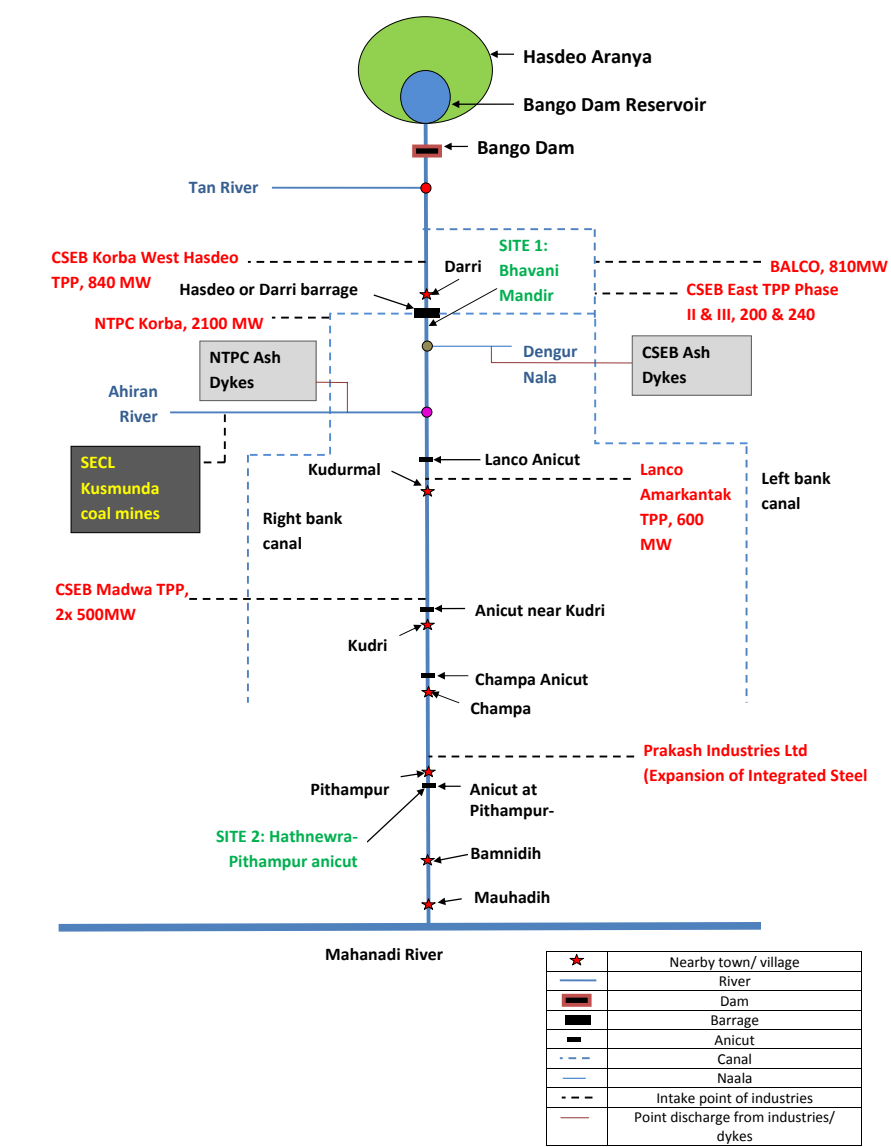 Hasdeo Aranya
Bango Dam Reservoir
Bango Dam
Tan River
SITE 1:
Bhavani
Mandir
CSEB Korba West Hasdeo
TPP, 840 MW
Darri
BALCO, 810MW
Hasdeo or Darri barrage
CSEB East TPP Phase
II & III, 200 & 240
NTPC Korba, 2100 MW
NTPC Ash
Dykes
Dengur
Nala
CSEB Ash
Dykes
Ahiran
River
SECL
Kusmunda
coal mines
Kudurmal
Lanco Anicut
Lanco
Amarkantak
TPP, 600
MW
Left bank
canal
Right bank
canal
CSEB Madwa TPP,
2x 500MW
Anicut near Kudri
Kudri
Champa Anicut
Champa
Prakash Industries Ltd
(Expansion of Integrated Steel
Pithampur
Anicut at
Pithampur-
SITE 2: Hathnewra-
Pithampur anicut
Bamnidih
Mauhadih
Mahanadi River
Nearby town/ village
River
Dam
Barrage
Anicut
Canal
Naala
Intake point of industries
Point discharge from industries/
dykes